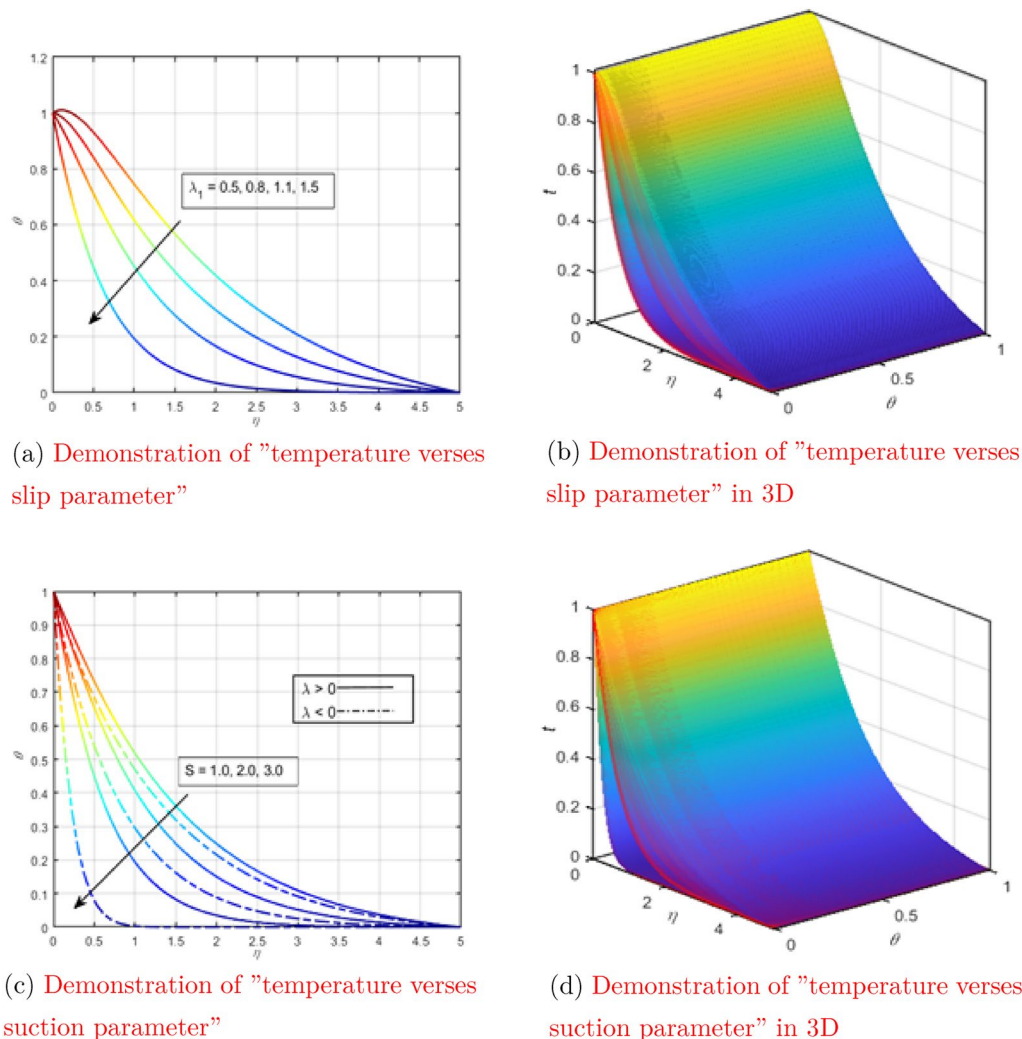 1.2
1
0.8
0.6
0.4
0.2
0
θ
λ1 = 0.5, 0.8, 1.1, 1.5
0 0.5 1 1.5 2 2.5 3 3.5 4 4.5 5
η
(a) Demonstration of ”temperature verses
slip parameter”
1
0.8
0.6
0.4
0.2
0
t
0 2 4
η
0 0.5 1
θ
(b) Demonstration of ”temperature verses
slip parameter” in 3D
1
0.9
0.8
0.7
0.6
0.5
0.4
0.3
0.2
0.1
0
θ
λ > 0
λ < 0
S = 1.0, 2.0, 3.0
0 0.5 1 1.5 2 2.5 3 3.5 4 4.5 5
η
(c) Demonstration of ”temperature verses
suction parameter”
1
0.8
0.6
0.4
0.2
0
t
0 2 4
η
0 0.5 1
θ
(d) Demonstration of ”temperature verses
suction parameter” in 3D